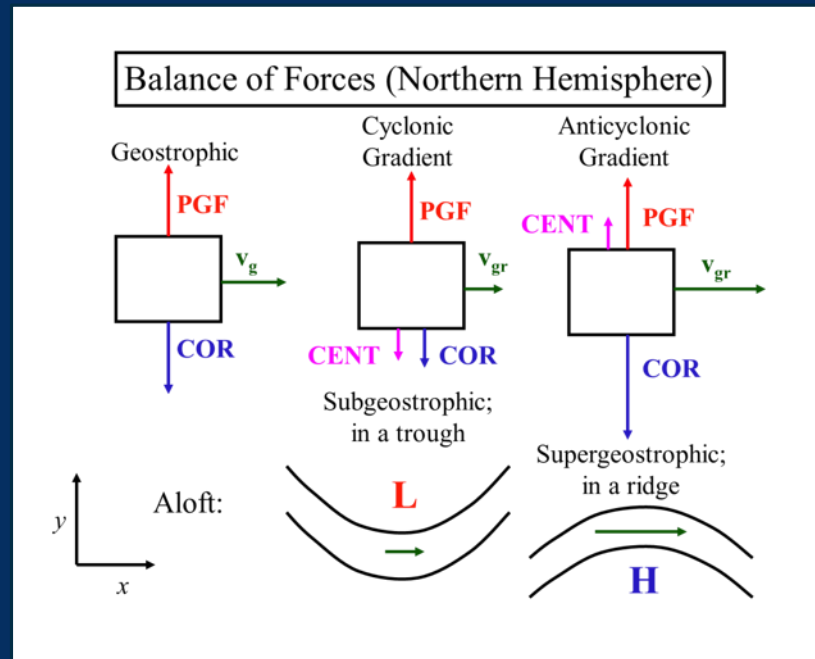 Balance of Forces (Northern Hemisphere)
Geostrophic
PGF
vg
COR
Cyclonic
Gradient
PGF
vgr
CENT
COR
Subgeostrophic;
in a trough
Anticyclonic
Gradient
CENT
PGF
vgr
COR
Supergeostrophic;
in a ridge
y
x
Aloft:
L
H